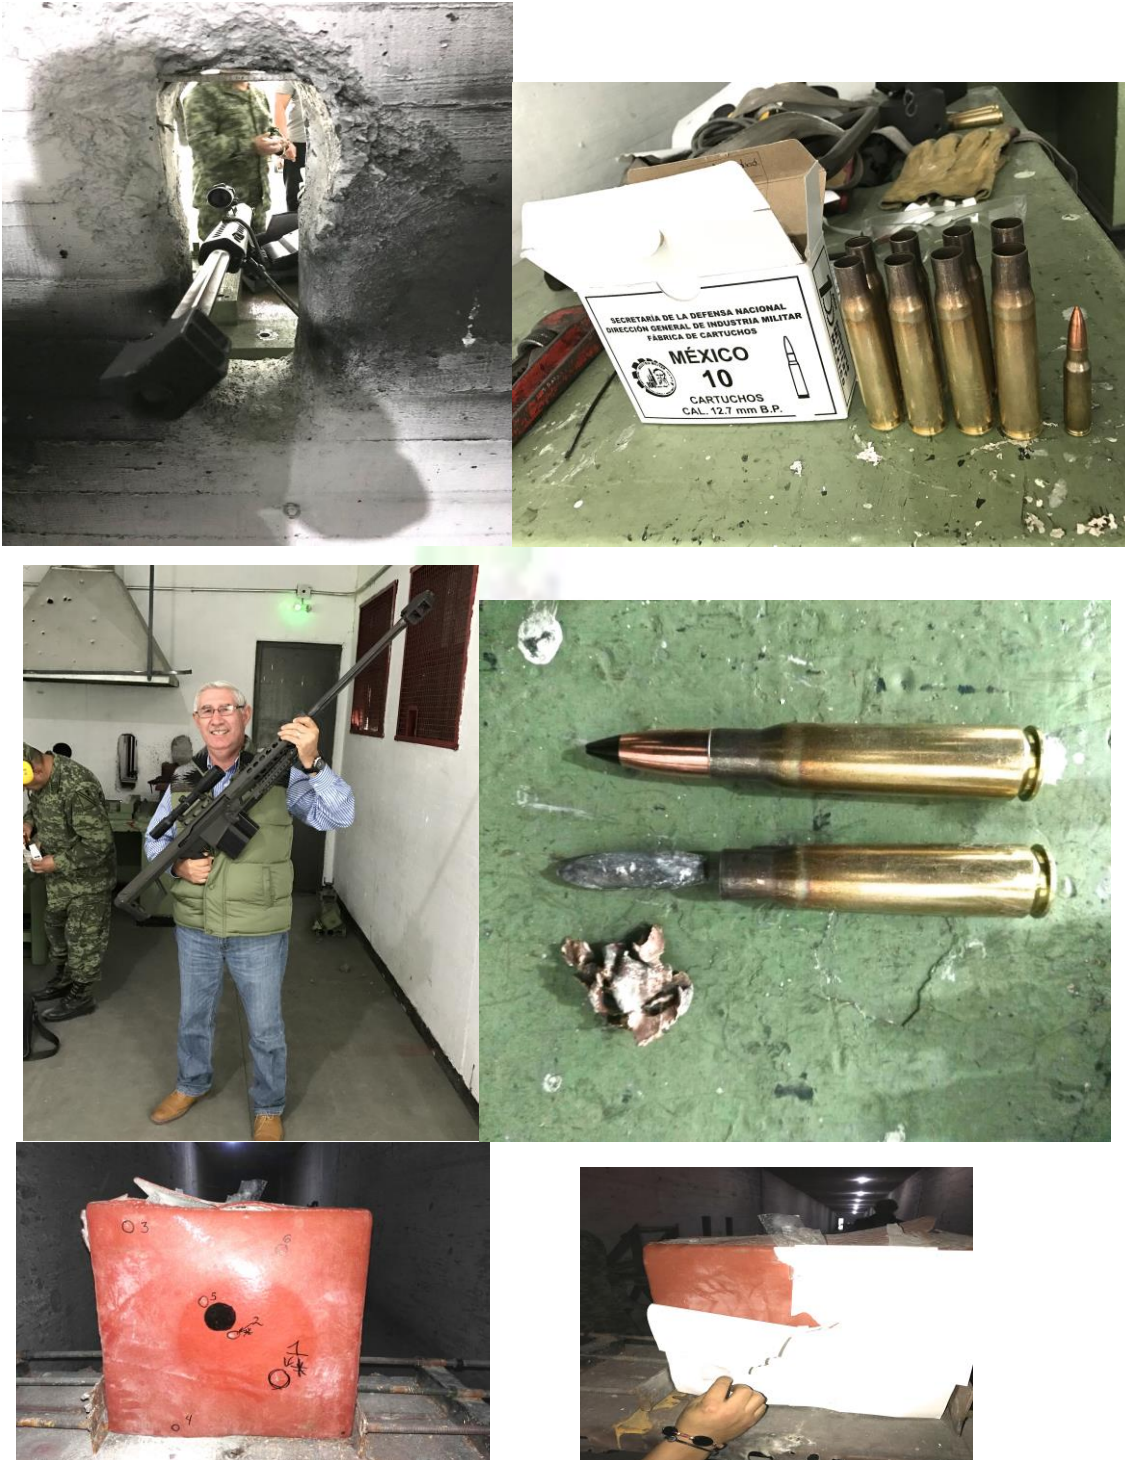 SECRETARÍA DE LA DEFENSA NACIONAL
DIRECCIÓN GENERAL DE INDUSTRIA MILITAR
FÁBRICA DE CARTUCHOS
MÉXICO
10
CARTUCHOS
CAL. 12.7 mm B.P.
3
6
5
2
1
4